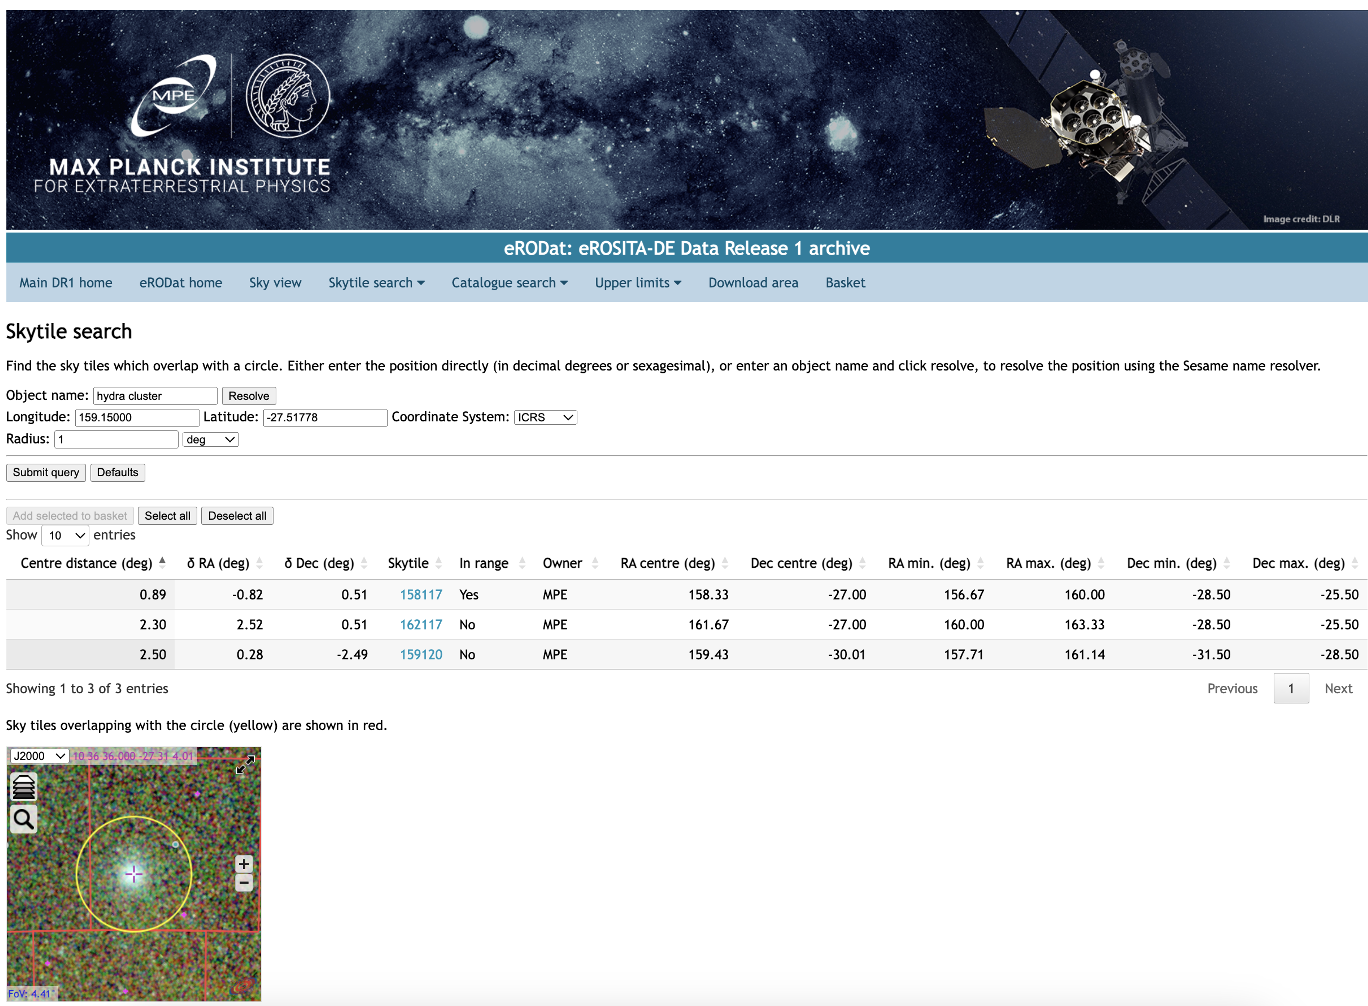 MPE
MAX PLANCK INSTITUTE
FOR EXTRATERRESTRIAL PHYSICS
Image credit: DLR
eRODat: eROSITA-DE Data Release 1 archive
Main DR1 home eRODat home Sky view Skytile search Catalogue search Upper limits Download area Basket
Skytile search
Find the sky tiles which overlap with a circle. Either enter the position directly (in decimal degrees or sexagesimal), or enter an object name and click resolve, to resolve the position using the Sesame name resolver.
Object name: hydra cluster Resolve
Longitude: 159.15000 Latitude: -27.51778 Coordinate System: ICRS
Radius: 1 deg
Submit query Defaults
Add selected to basket Select all Deselect all
Show 10 entries
Centre distance (deg) δ RA (deg) δ Dec (deg) Skytile In range Owner RA centre (deg) Dec centre (deg) RA min. (deg) RA max. (deg) Dec min. (deg) Dec max. (deg)
0.89 -0.82 0.51 158117 Yes MPE 158.33 -27.00 156.67 160.00 -28.50 -25.50
2.30 2.52 0.51 162117 No MPE 161.67 -27.00 160.00 163.33 -28.50 -25.50
2.50 0.28 -2.49 159120 No MPE 159.43 -30.01 157.71 161.14 -31.50 -28.50
Showing 1 to 3 of 3 entries Previous 1 Next
Sky tiles overlapping with the circle (yellow) are shown in red.
J2000 10 36 36.000 -27 31 4.01
+
−
FoV: 4.41°